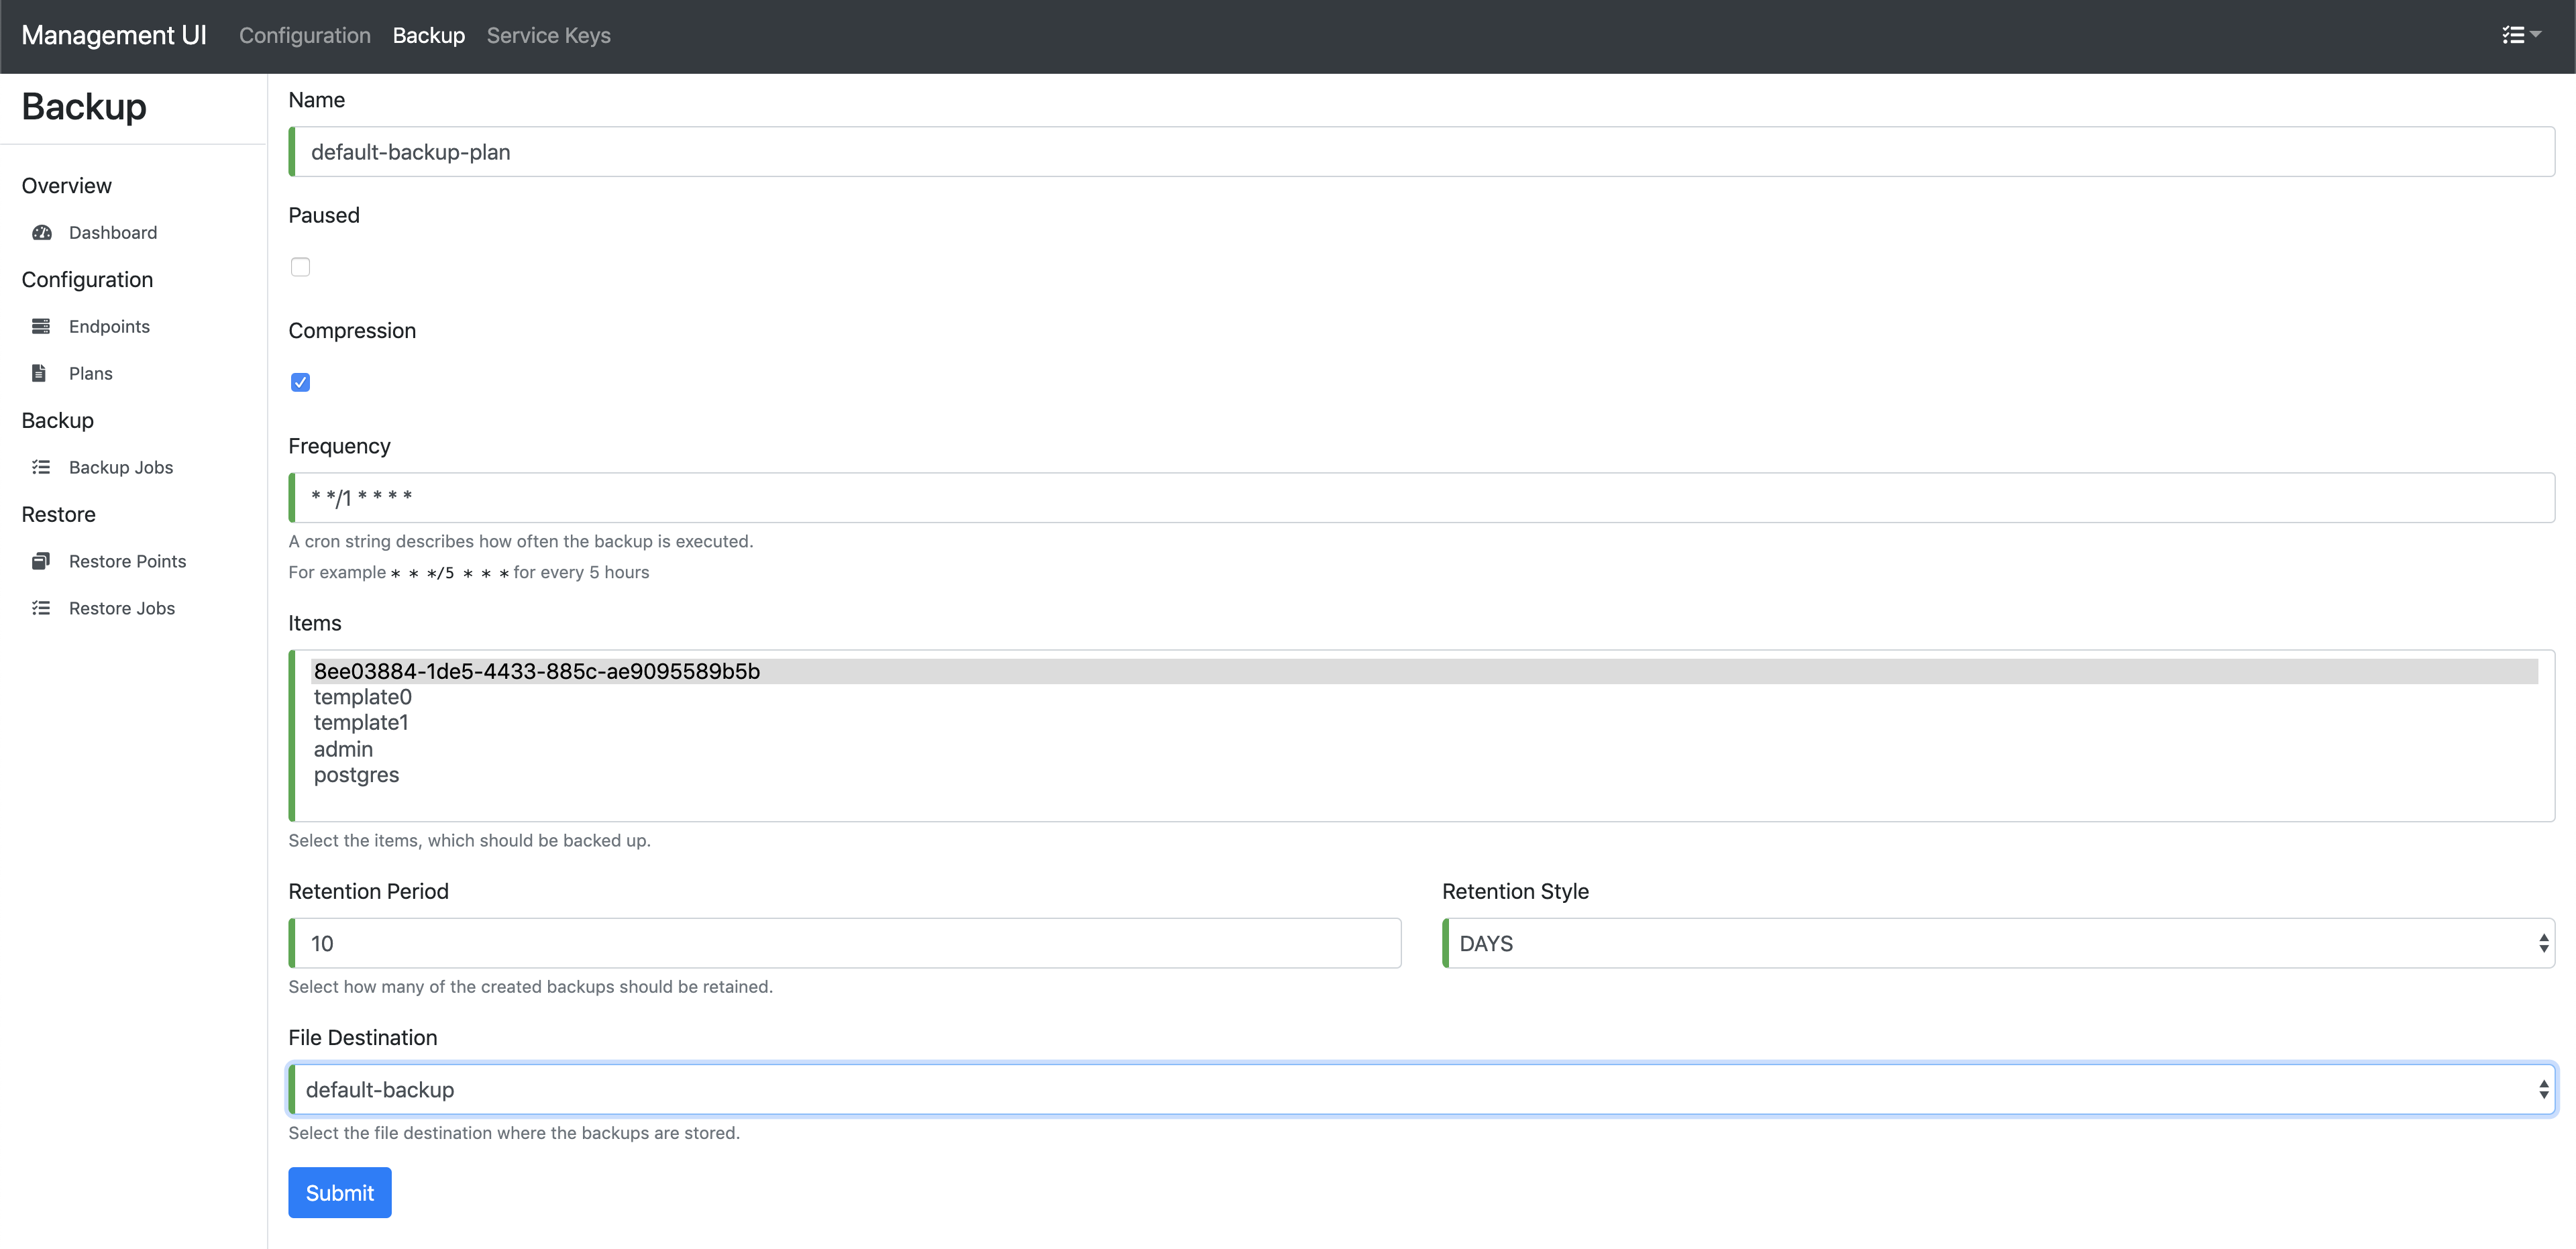 Management UI Configuration Backup Service Keys
Backup
Overview
Dashboard
Configuration
Endpoints
Plans
Backup
Backup Jobs
Restore
Restore Points
Restore Jobs
Name
default-backup-plan
Paused
Compression
Frequency
* */1 * * * *
A cron string describes how often the backup is executed.
For example * * */5 * * * for every 5 hours
Items
8ee03884-1de5-4433-885c-ae9095589b5b
template0
template1
admin
postgres
Select the items, which should be backed up.
Retention Period
10
Select how many of the created backups should be retained.
Retention Style
DAYS
File Destination
default-backup
Select the file destination where the backups are stored.
Submit